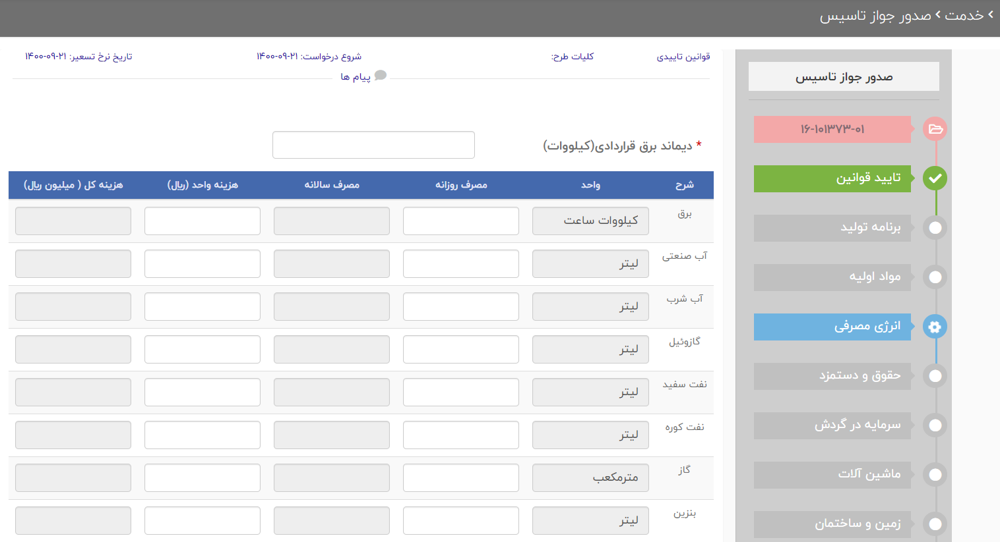 خدمت › صدور جواز تاسیس ›
قوانین تاییدی
کلیات طرح:
شروع درخواست: ۱۴۰۰-۰۹-۲۱
تاریخ نرخ تسعیر: ۱۴۰۰-۰۹-۲۱
پیام ها
صدور جواز تاسیس
۱۶-۱۰۱۳۷۳-۰۱
تایید قوانین
برنامه تولید
مواد اولیه
انرژی مصرفی
حقوق و دستمزد
سرمایه در گردش
ماشین آلات
زمین و ساختمان
* دیماند برق قراردادی(کیلووات)
شرح واحد مصرف روزانه مصرف سالانه هزینه واحد (ریال) هزینه کل ( میلیون ریال)
برق کیلووات ساعت
آب صنعتی لیتر
آب شرب لیتر
گازوئیل لیتر
نفت سفید لیتر
نفت کوره لیتر
گاز مترمکعب
بنزین لیتر